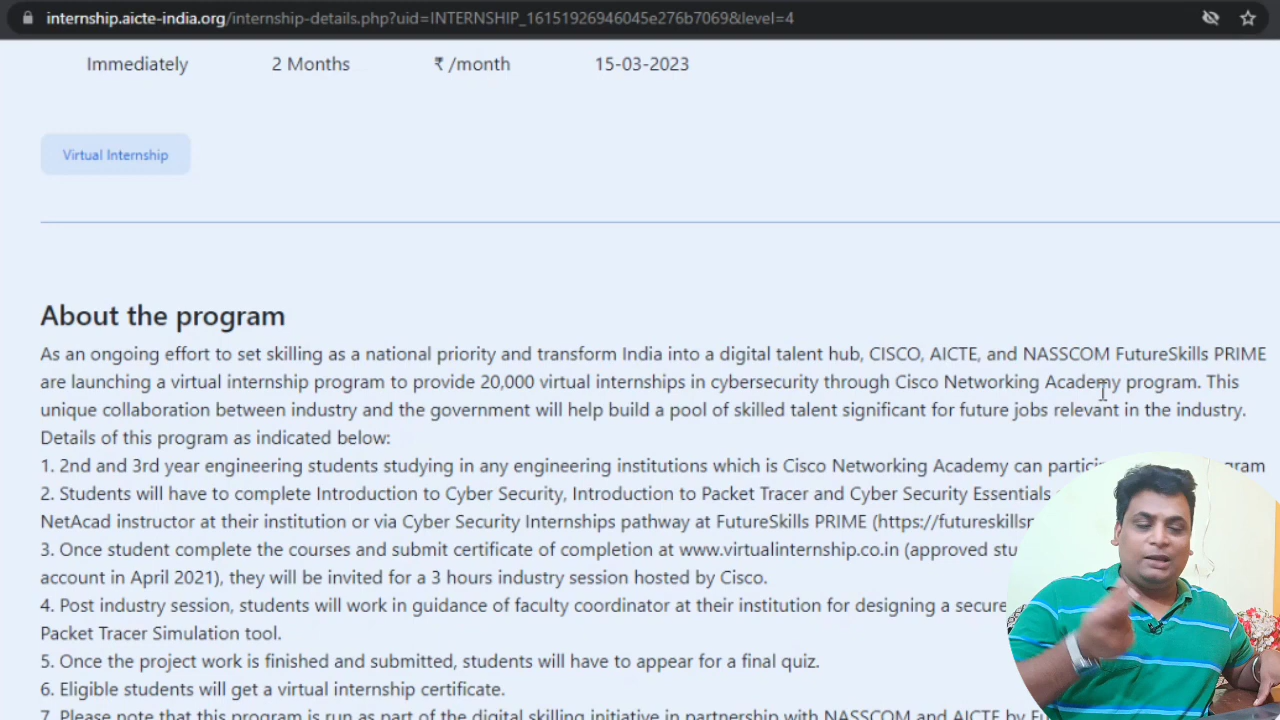 internship.aicte-india.org/internship-details.php?uid=INTERNSHIP_16151926946045e276b7069&level=4
Immediately 2 Months ₹ /month 15-03-2023
Virtual Internship
About the program
As an ongoing effort to set skilling as a national priority and transform India into a digital talent hub, CISCO, AICTE, and NASSCOM FutureSkills PRIME
are launching a virtual internship program to provide 20,000 virtual internships in cybersecurity through Cisco Networking Academy program. This
unique collaboration between industry and the government will help build a pool of skilled talent significant for future jobs relevant in the industry.
Details of this program as indicated below:
1. 2nd and 3rd year engineering students studying in any engineering institutions which is Cisco Networking Academy can
2. Students will have to complete Introduction to Cyber Security, Introduction to Packet Tracer and Cyber Security Essentials
NetAcad instructor at their institution or via Cyber Security Internships pathway at FutureSkills PRIME
3. Once student complete the courses and submit certificate of completion at www.virtualinternship.co.in (approved
account in April 2021), they will be invited for a 3 hours industry session hosted by Cisco.
4. Post industry session, students will work in guidance of faculty coordinator at their institution for designing a secure
Packet Tracer Simulation tool.
5. Once the project work is finished and submitted, students will have to appear for a final quiz.
6. Eligible students will get a virtual internship certificate.
7. Please note that this program is run as part of the digital skilling initiative in partnership with NASSCOM and AICTE by